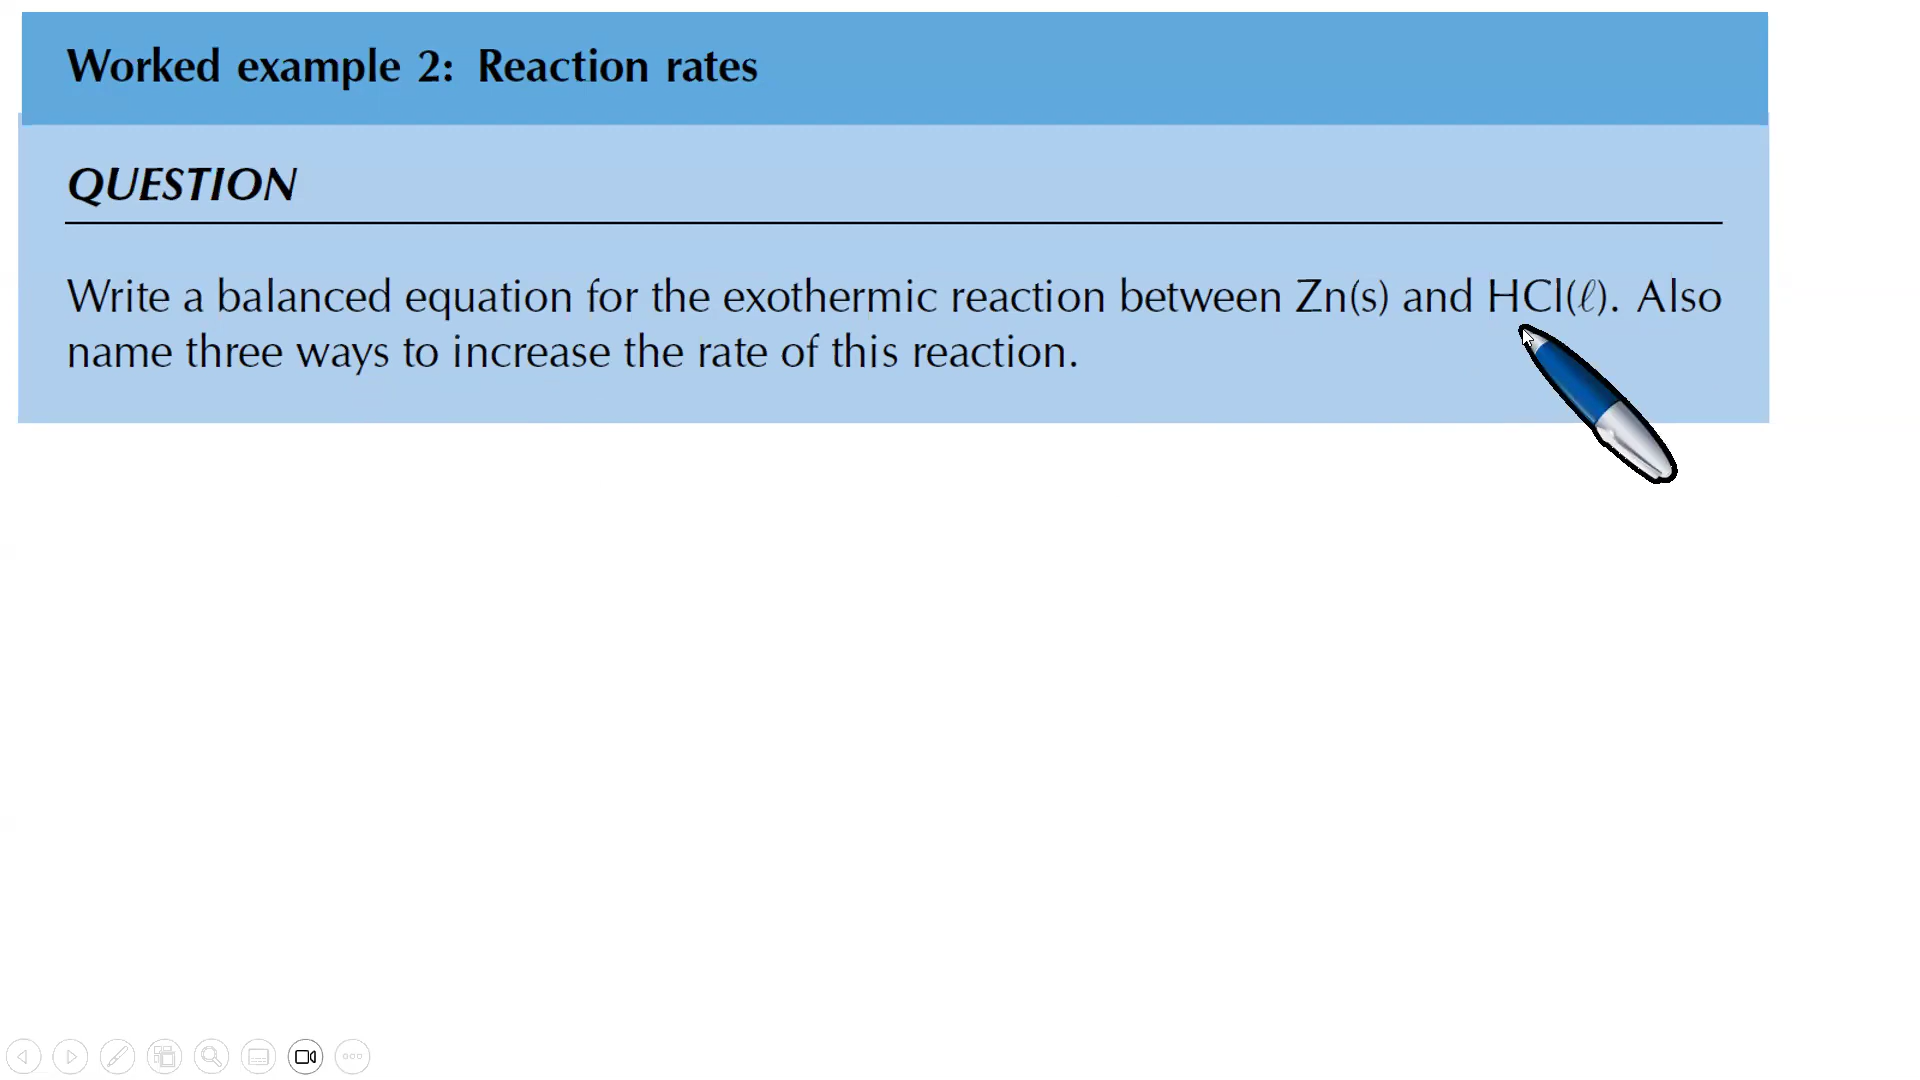 Worked example 2: Reaction rates
QUESTION
Write a balanced equation for the exothermic reaction between Zn(s) and HCl(ℓ). Also
name three ways to increase the rate of this reaction.